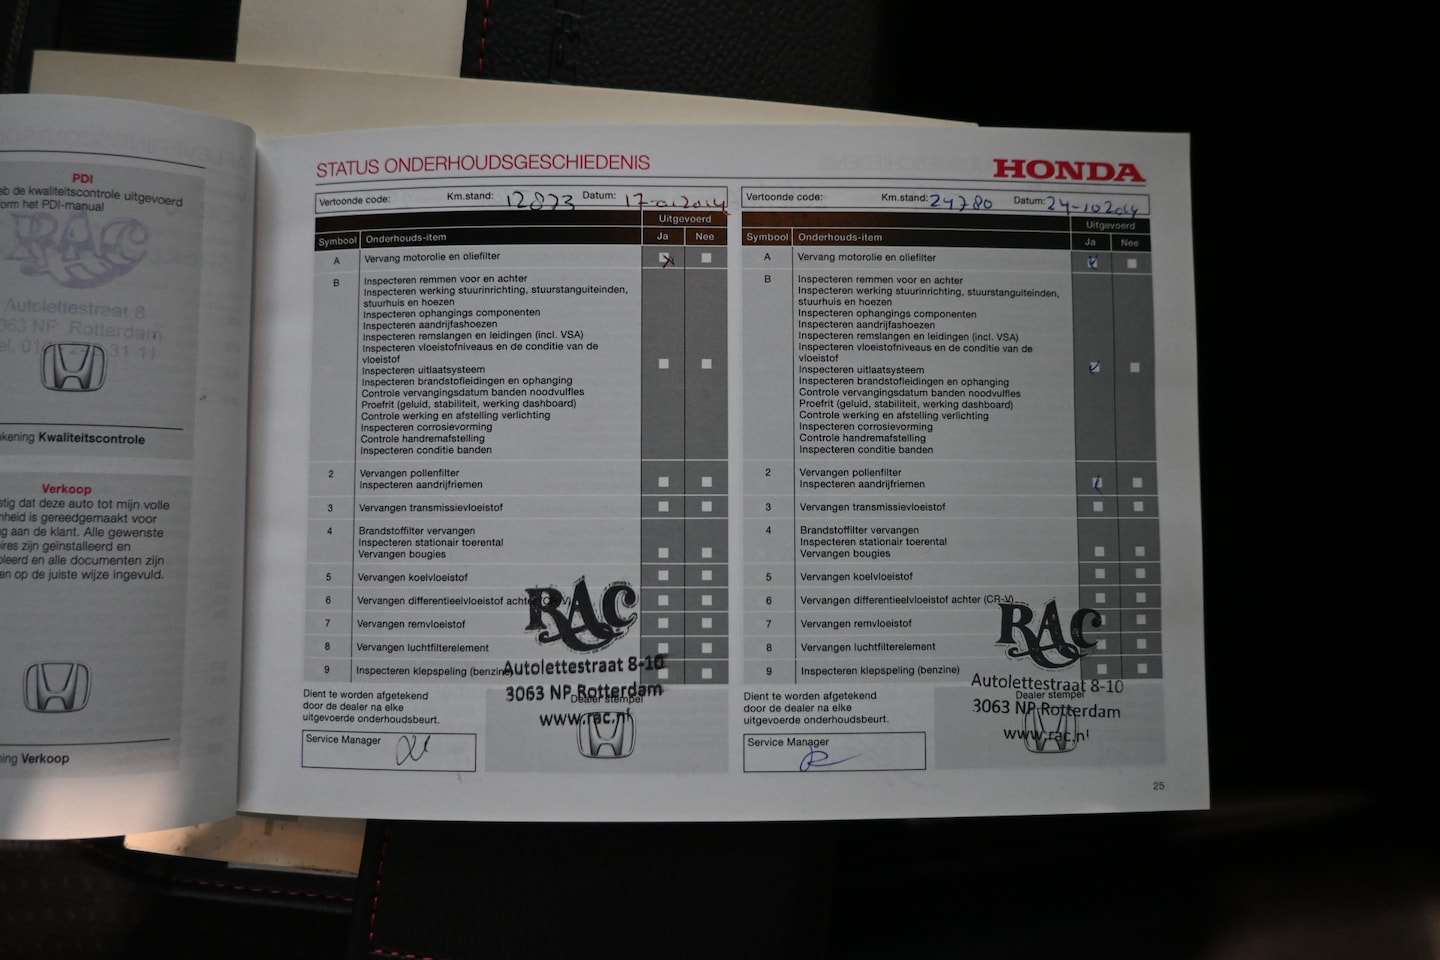 PDI
de kwaliteitscontrole uitgevoerd
form het PDI-manual
RAC
Autolettestraat 8
063 NP Rotterdam
kening Kwaliteitscontrole
Verkoop
stig dat deze auto tot mijn volle
nheid is gereedgemaakt voor
ng aan de klant. Alle gewenste
ires zijn geïnstalleerd en
oleerd en alle documenten zijn
en op de juiste wijze ingevuld.
ning Verkoop
STATUS ONDERHOUDSGESCHIEDENIS
HONDA
Vertoonde code: Km.stand: 12873 Datum:
Uitgevoerd
Symbool Onderhouds-item Ja Nee
A Vervang motorolie en oliefilter
B Inspecteren remmen voor en achter
Inspecteren werking stuurinrichting, stuurstanguiteinden,
stuurhuis en hoezen
Inspecteren ophangings componenten
Inspecteren aandrijfashoezen
Inspecteren remslangen en leidingen (incl. VSA)
Inspecteren vloeistofniveaus en de conditie van de
vloeistof
Inspecteren uitlaatsysteem
Inspecteren brandstofleidingen en ophanging
Controle vervangingsdatum banden noodvulfles
Proefrit (geluid, stabiliteit, werking dashboard)
Controle werking en afstelling verlichting
Inspecteren corrosievorming
Controle handremafstelling
Inspecteren conditie banden
2 Vervangen pollenfilter
Inspecteren aandrijfriemen
3 Vervangen transmissievloeistof
4 Brandstoffilter vervangen
Inspecteren stationair toerental
Vervangen bougies
5 Vervangen koelvloeistof
6 Vervangen differentieelvloeistof achter (CR-V)
7 Vervangen remvloeistof
8 Vervangen luchtfilterelement
9 Inspecteren klepspeling (benzine)
RAC
Autolettestraat 8-10
3063 NP Rotterdam
www.rac.nl
Dient te worden afgetekend
door de dealer na elke
uitgevoerde onderhoudsbeurt.
Dealer stempel
Service Manager
Vertoonde code: Km.stand: 24780 Datum: 24-10 2014
Uitgevoerd
Symbool Onderhouds-item Ja Nee
A Vervang motorolie en oliefilter
B Inspecteren remmen voor en achter
Inspecteren werking stuurinrichting, stuurstanguiteinden,
stuurhuis en hoezen
Inspecteren ophangings componenten
Inspecteren aandrijfashoezen
Inspecteren remslangen en leidingen (incl. VSA)
Inspecteren vloeistofniveaus en de conditie van de
vloeistof
Inspecteren uitlaatsysteem
Inspecteren brandstofleidingen en ophanging
Controle vervangingsdatum banden noodvulfles
Proefrit (geluid, stabiliteit, werking dashboard)
Controle werking en afstelling verlichting
Inspecteren corrosievorming
Controle handremafstelling
Inspecteren conditie banden
2 Vervangen pollenfilter
Inspecteren aandrijfriemen
3 Vervangen transmissievloeistof
4 Brandstoffilter vervangen
Inspecteren stationair toerental
Vervangen bougies
5 Vervangen koelvloeistof
6 Vervangen differentieelvloeistof achter (CR-V)
7 Vervangen remvloeistof
8 Vervangen luchtfilterelement
9 Inspecteren klepspeling (benzine)
RAC
Autolettestraat 8-10
3063 NP Rotterdam
www.rac.nl
Dient te worden afgetekend
door de dealer na elke
uitgevoerde onderhoudsbeurt.
Dealer stempel
Service Manager
25